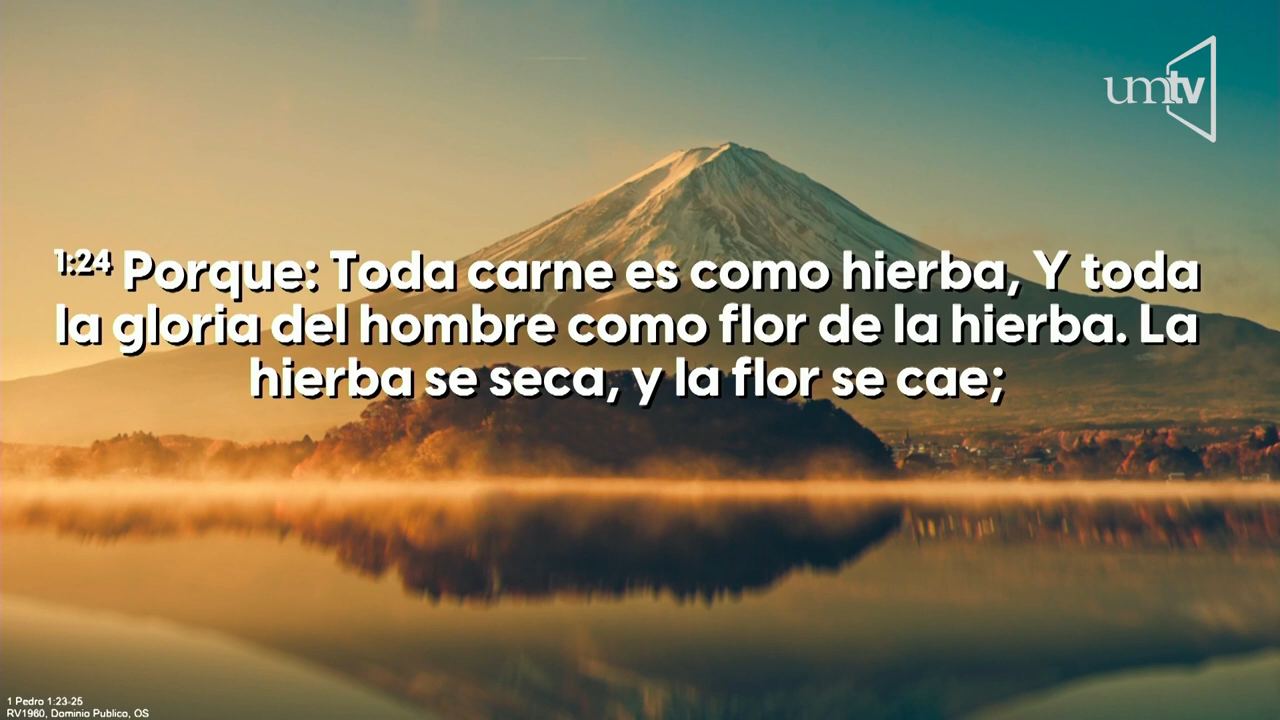 umtv
1:24 Porque: Toda carne es como hierba, Y toda
la gloria del hombre como flor de la hierba. La
hierba se seca, y la flor se cae;
1 Pedro 1:23-25
RV1960, Dominio Publico, OS